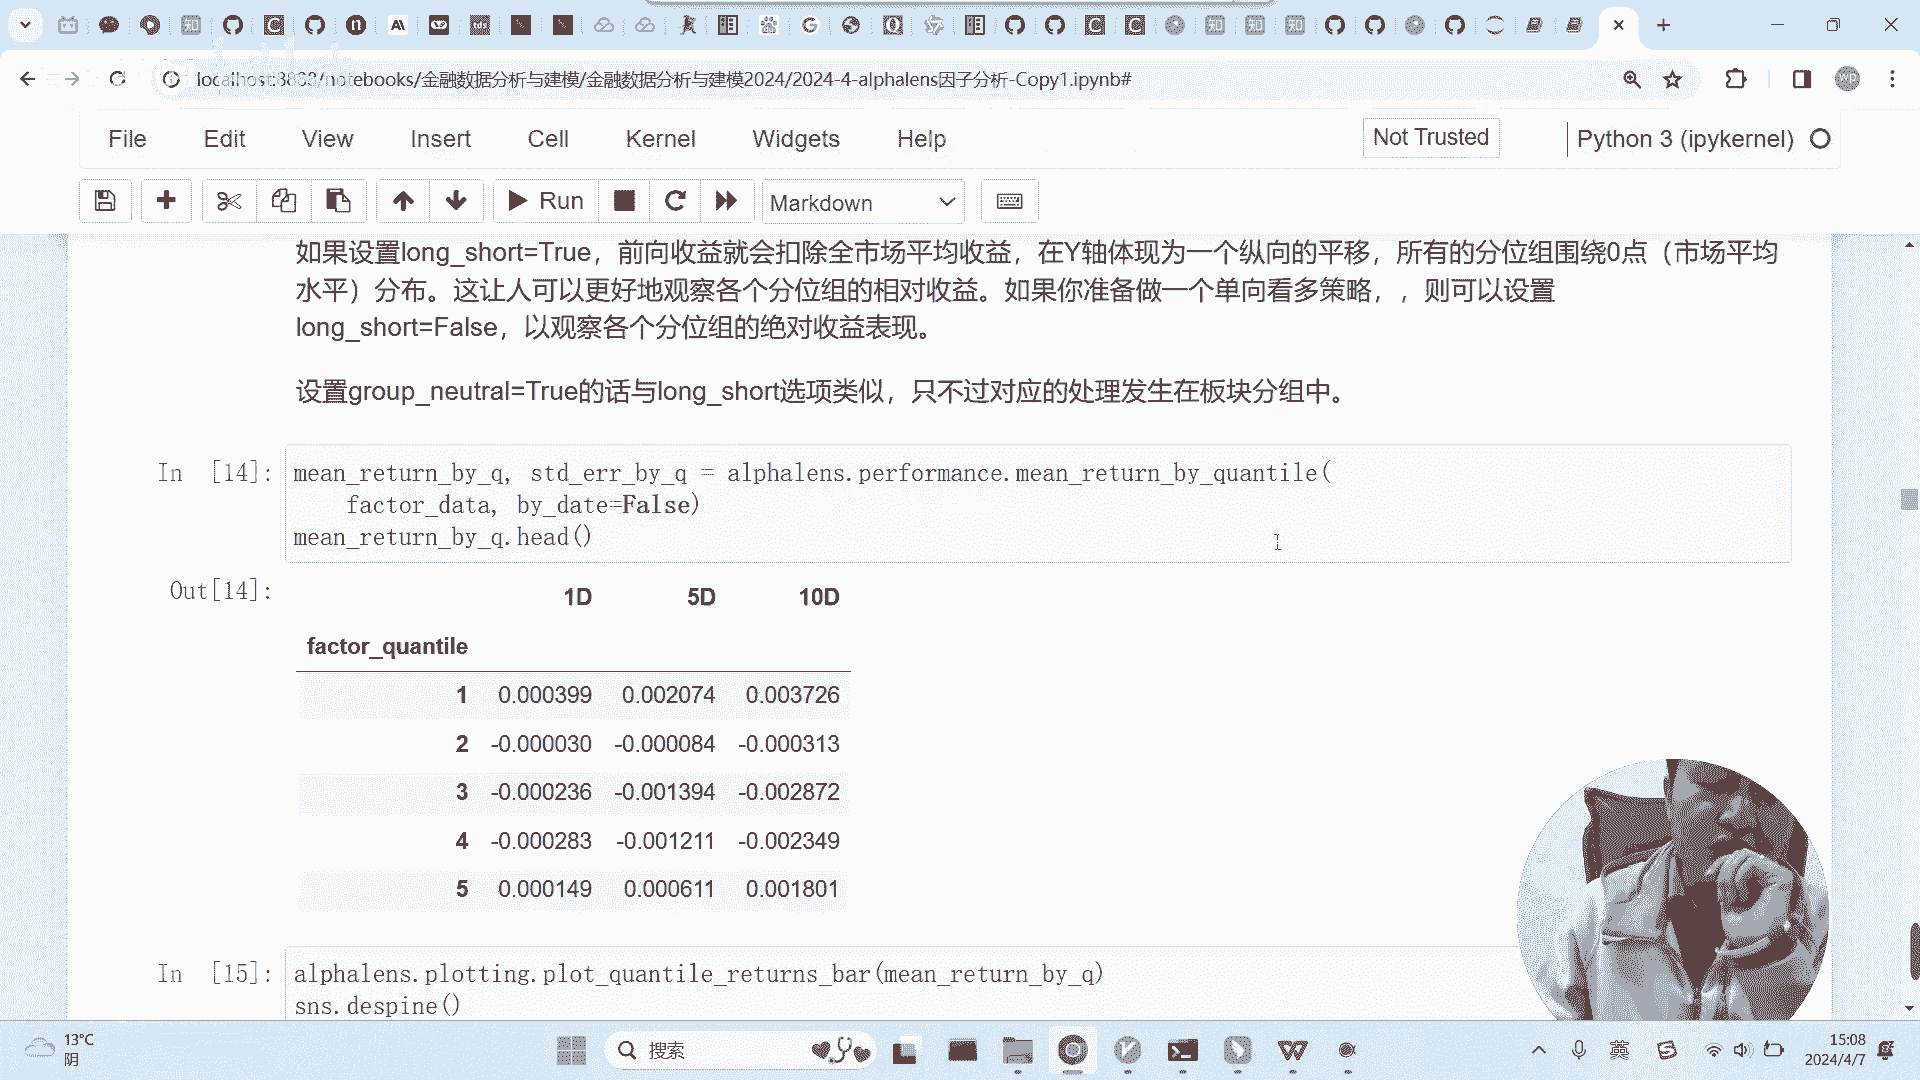 localhost:8888/notebooks/金融数据分析与建模/金融数据分析与建模2024/2024-4-alphalens因子分析-Copy1.ipynb#
wp
File Edit View Insert Cell Kernel Widgets Help
Not Trusted
Python 3 (ipykernel)
Run
Markdown
如果设置long_short=True，前向收益就会扣除全市场平均收益，在Y轴体现为一个纵向的平移，所有的分位组围绕0点（市场平均
水平）分布。这让人可以更好地观察各个分位组的相对收益。如果你准备做一个单向看多策略，，则可以设置
long_short=False，以观察各个分位组的绝对收益表现。
设置group_neutral=True的话与long_short选项类似，只不过对应的处理发生在板块分组中。
In [14]:
mean_return_by_q, std_err_by_q = alphalens.performance.mean_return_by_quantile(
factor_data, by_date=False)
mean_return_by_q.head()
Out[14]:
1D 5D 10D
factor_quantile
1 0.000399 0.002074 0.003726
2 -0.000030 -0.000084 -0.000313
3 -0.000236 -0.001394 -0.002872
4 -0.000283 -0.001211 -0.002349
5 0.000149 0.000611 0.001801
In [15]:
alphalens.plotting.plot_quantile_returns_bar(mean_return_by_q)
sns.despine()
13°C
阴
搜索
英
15:08
2024/4/7